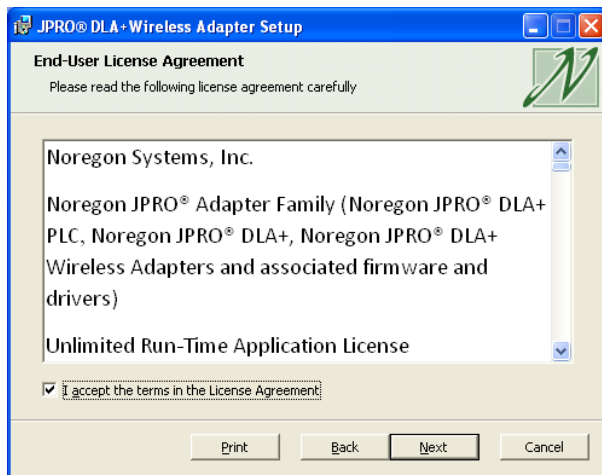 JPRO® DLA+Wireless Adapter Setup
End-User License Agreement
Please read the following license agreement carefully
Noregon Systems, Inc.
Noregon JPRO® Adapter Family (Noregon JPRO® DLA+
PLC, Noregon JPRO® DLA+, Noregon JPRO® DLA+
Wireless Adapters and associated firmware and
drivers)
Unlimited Run-Time Application License
I accept the terms in the License Agreement
Print Back Next Cancel